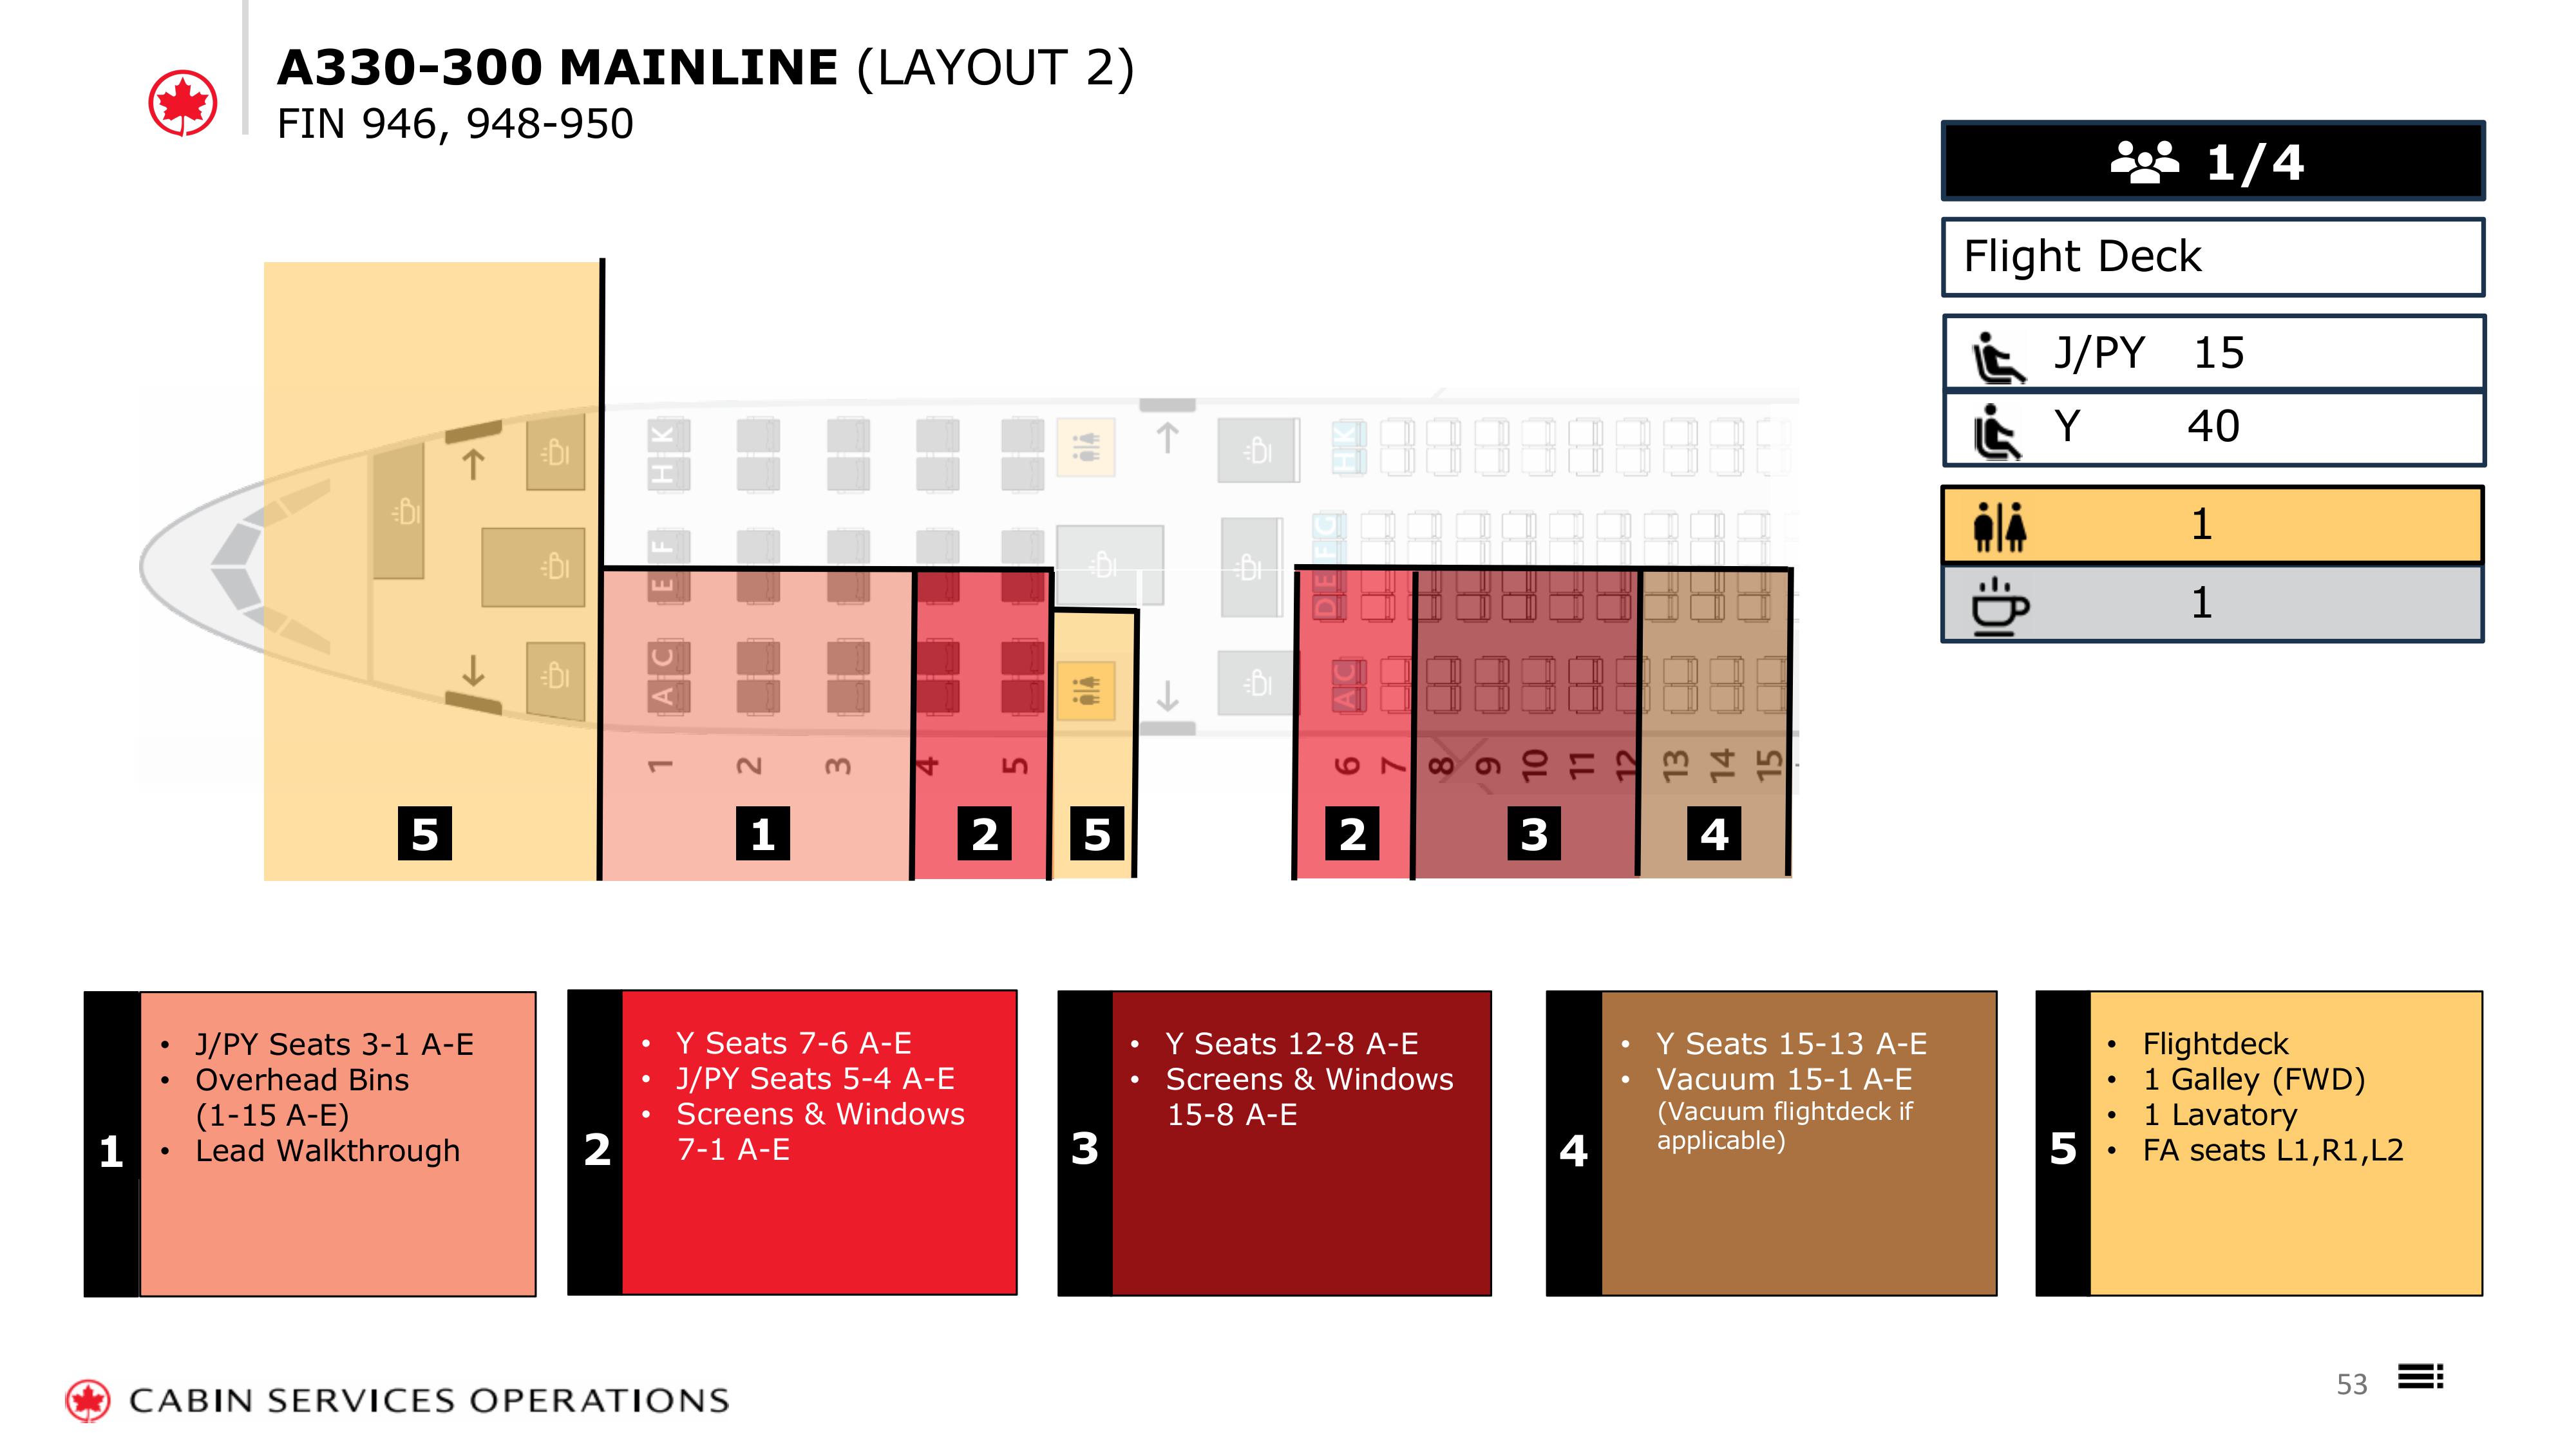 A330-300 MAINLINE (LAYOUT 2)
FIN 946, 948-950
1/4
Flight Deck
J/PY 15
Y 40
1
1
K
H
F
E
C
A
K
H
G
F
E
D
C
A
1 2 3 4 5 6 7 8 9 10 11 12 13 14 15
5 1 2 5 2 3 4
1
• J/PY Seats 3-1 A-E
• Overhead Bins
(1-15 A-E)
• Lead Walkthrough
2
• Y Seats 7-6 A-E
• J/PY Seats 5-4 A-E
• Screens & Windows
7-1 A-E
3
• Y Seats 12-8 A-E
• Screens & Windows
15-8 A-E
4
• Y Seats 15-13 A-E
• Vacuum 15-1 A-E
(Vacuum flightdeck if
applicable)
5
• Flightdeck
• 1 Galley (FWD)
• 1 Lavatory
• FA seats L1,R1,L2
CABIN SERVICES OPERATIONS
53